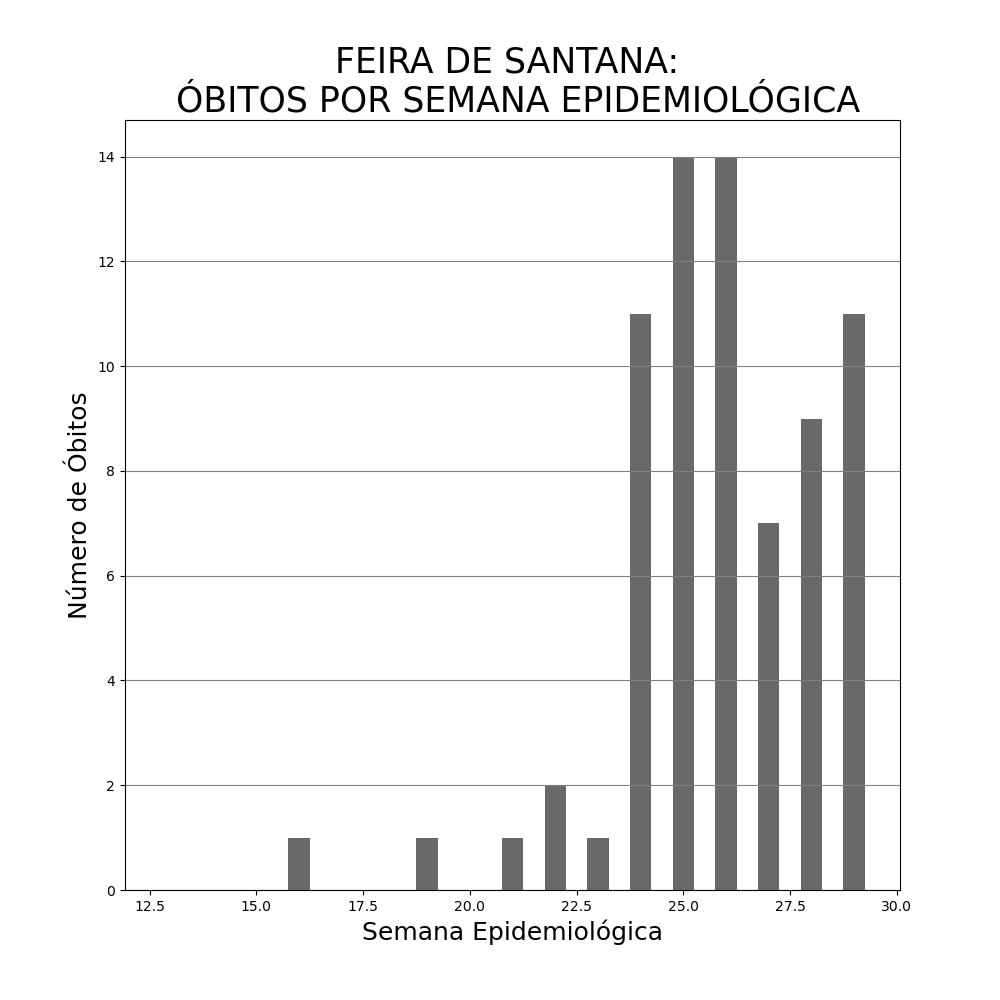 FEIRA DE SANTANA:
ÓBITOS POR SEMANA EPIDEMIOLÓGICA
14
12
10
8
6
4
2
0
Número de Óbitos
12.5 15.0 17.5 20.0 22.5 25.0 27.5 30.0
Semana Epidemiológica